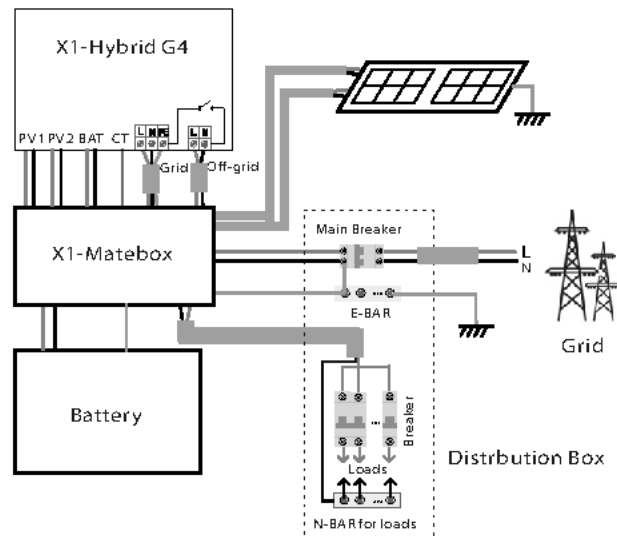 X1-Hybrid G4
L N PE
L N
PV1 PV2 BAT CT
Grid
Off-grid
X1-Matebox
Main Breaker
L
N
E-BAR
Grid
Battery
Breaker
Loads
Distrbution Box
N-BAR for loads